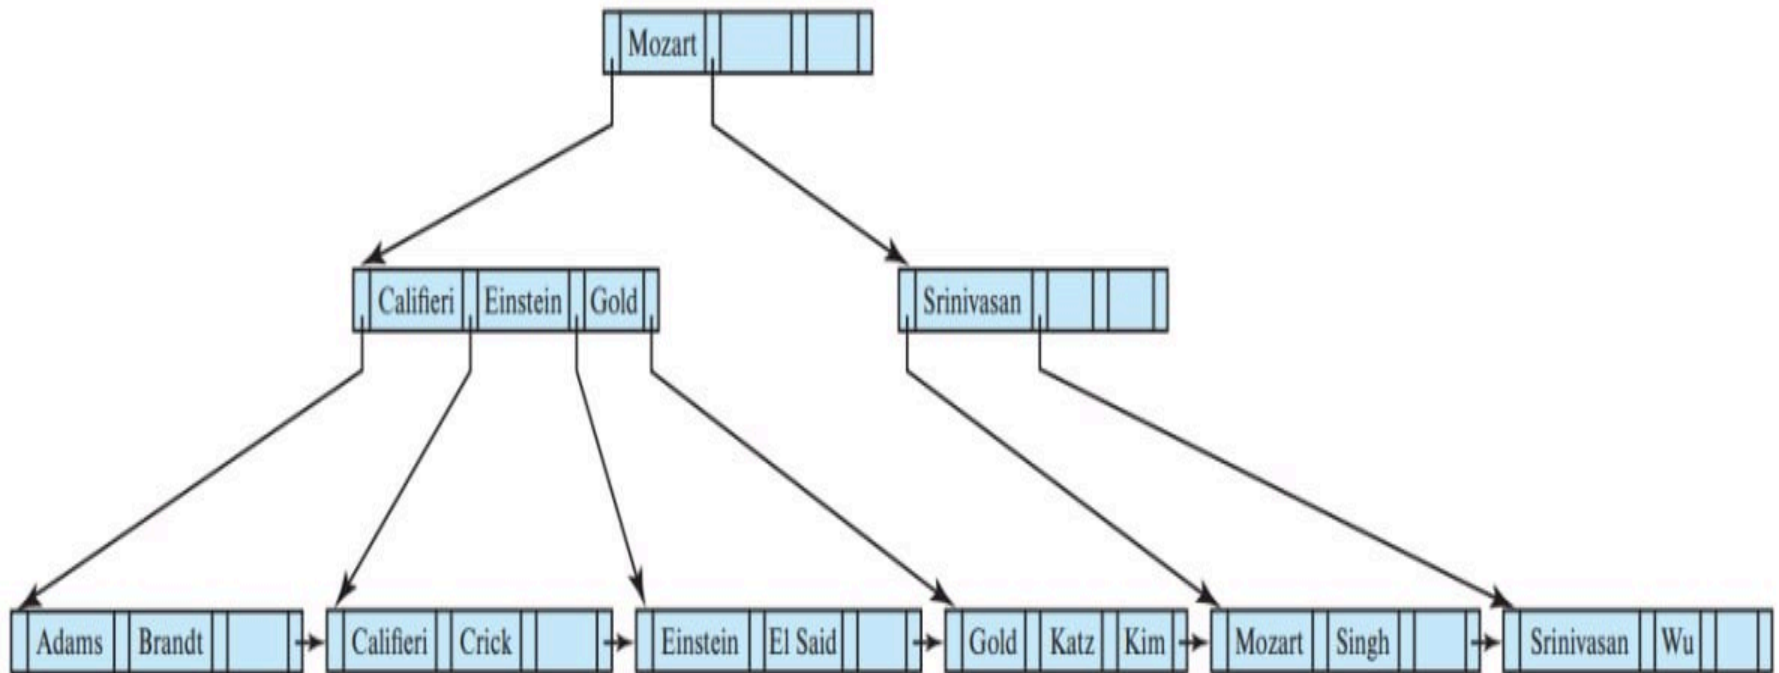 Mozart
Califieri Einstein Gold
Srinivasan
Adams Brandt
Califieri Crick
Einstein El Said
Gold Katz Kim
Mozart Singh
Srinivasan Wu